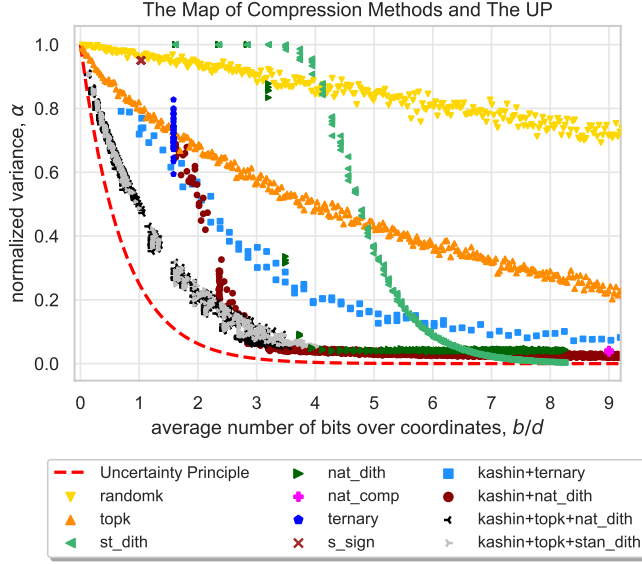 The Map of Compression Methods and The UP
normalized variance, α
1.0
0.8
0.6
0.4
0.2
0.0
0 1 2 3 4 5 6 7 8 9
average number of bits over coordinates, b/d
Uncertainty Principle nat_dith kashin+ternary
randomk nat_comp kashin+nat_dith
topk ternary kashin+topk+nat_dith
st_dith s_sign kashin+topk+stan_dith